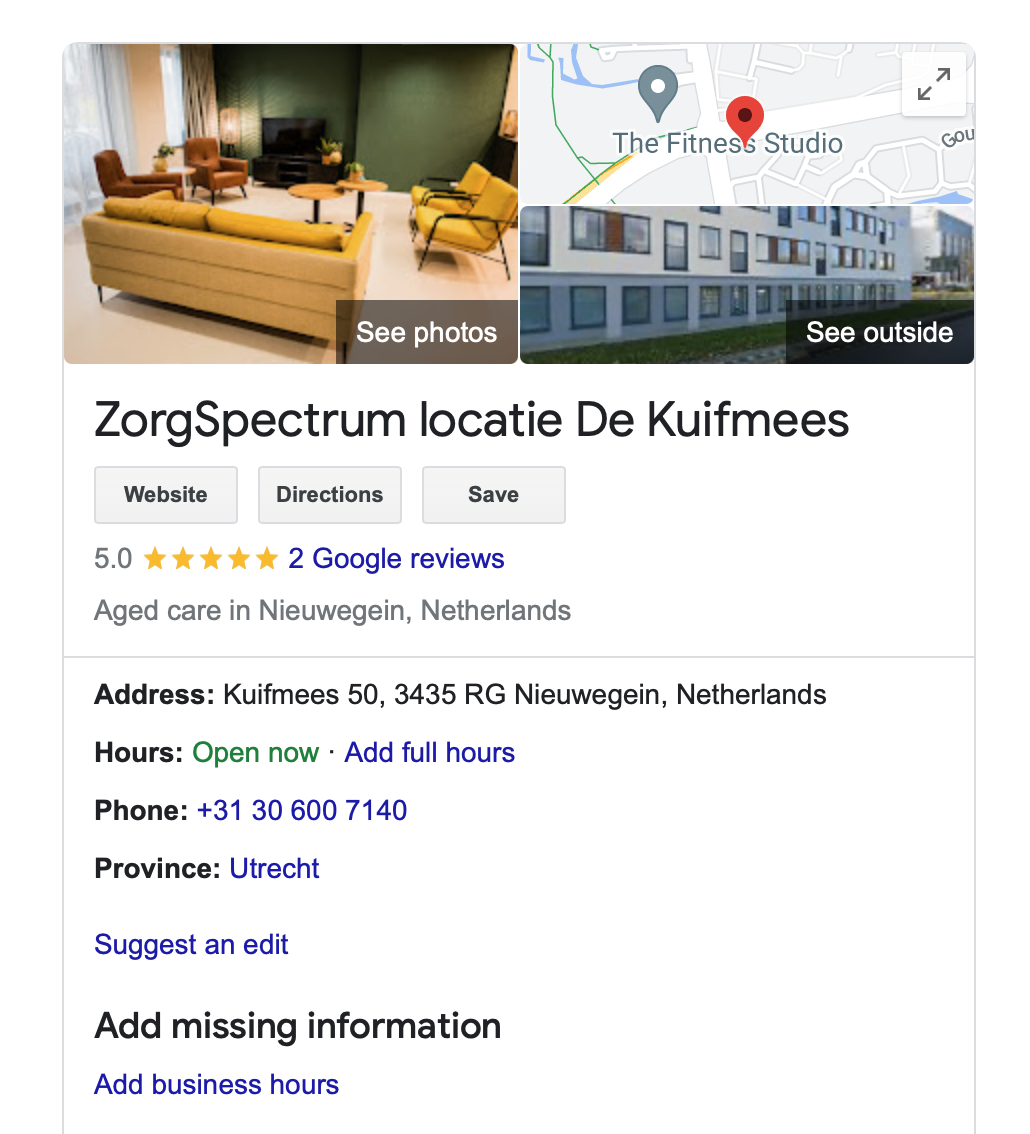 The Fitness Studio
Gou
See photos
See outside
ZorgSpectrum locatie De Kuifmees
Website Directions Save
5.0 2 Google reviews
Aged care in Nieuwegein, Netherlands
Address: Kuifmees 50, 3435 RG Nieuwegein, Netherlands
Hours: Open now · Add full hours
Phone: +31 30 600 7140
Province: Utrecht
Suggest an edit
Add missing information
Add business hours